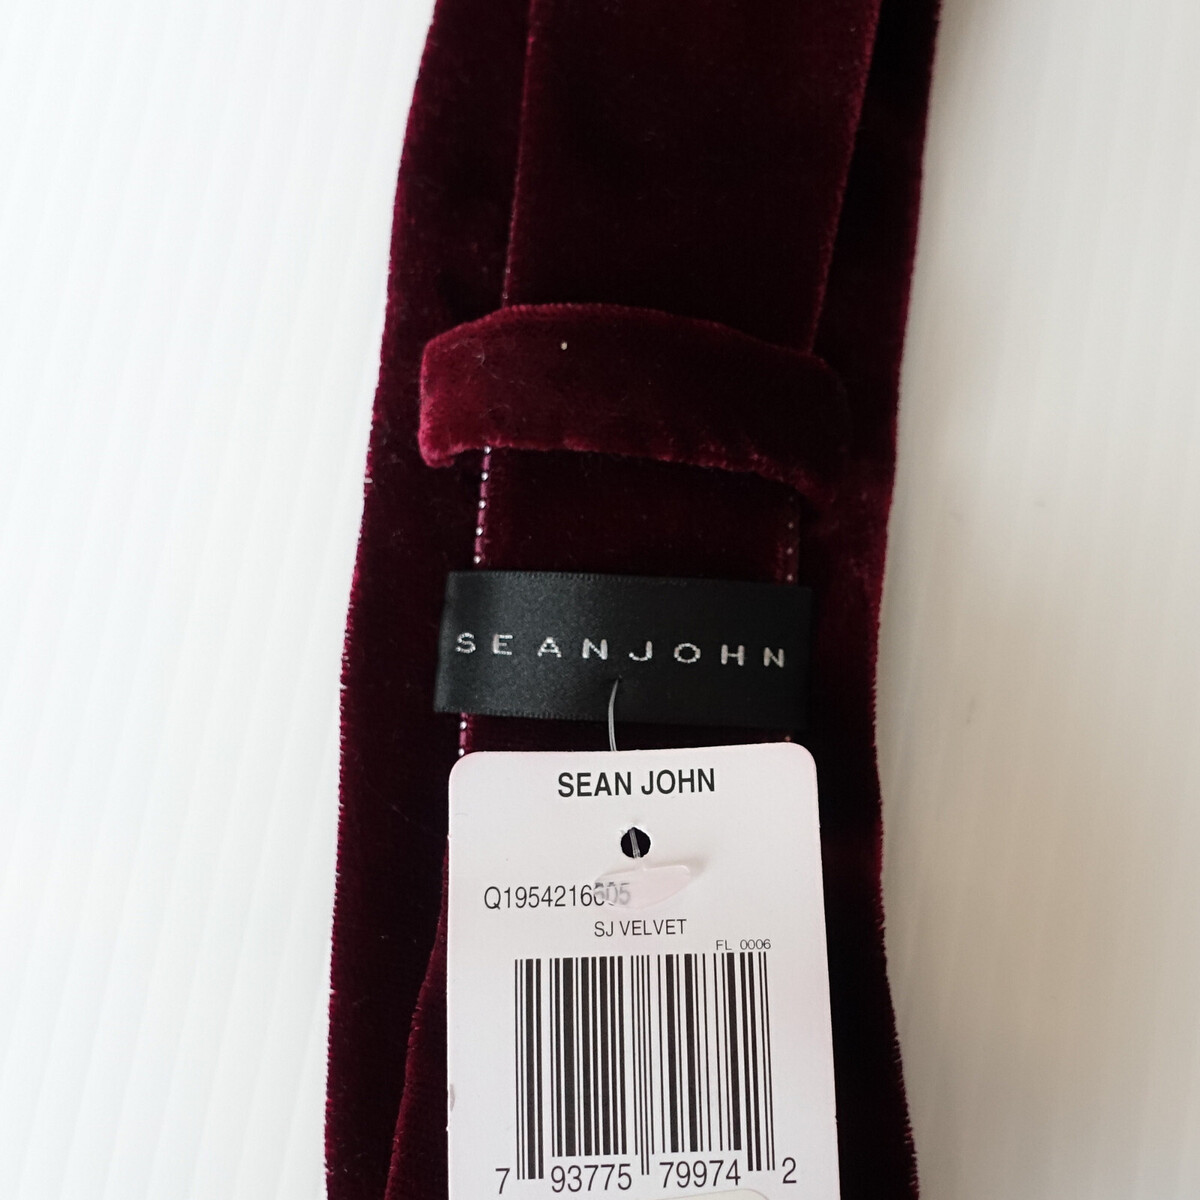 SEANJOHN
SEAN JOHN
Q1954216605
SJ VELVET
FL 0006
7 93775 79974 2